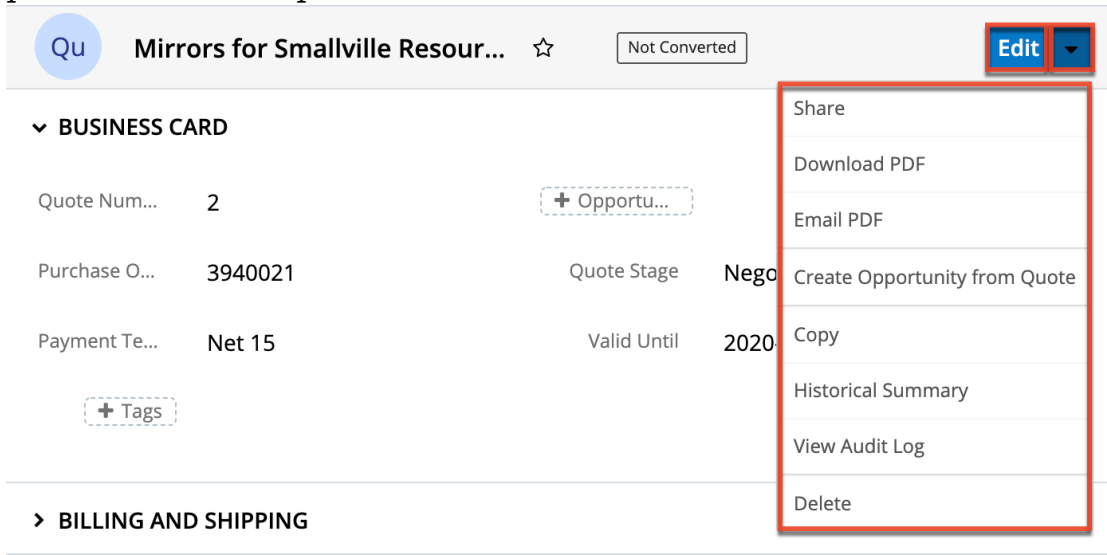 Qu Mirrors for Smallville Resour... Not Converted Edit
Share
BUSINESS CARD
Download PDF
Quote Num... 2 Opportu...
Email PDF
Purchase O... 3940021 Quote Stage Nego
Create Opportunity from Quote
Payment Te... Net 15 Valid Until 2020-
Copy
Historical Summary
Tags
View Audit Log
Delete
BILLING AND SHIPPING